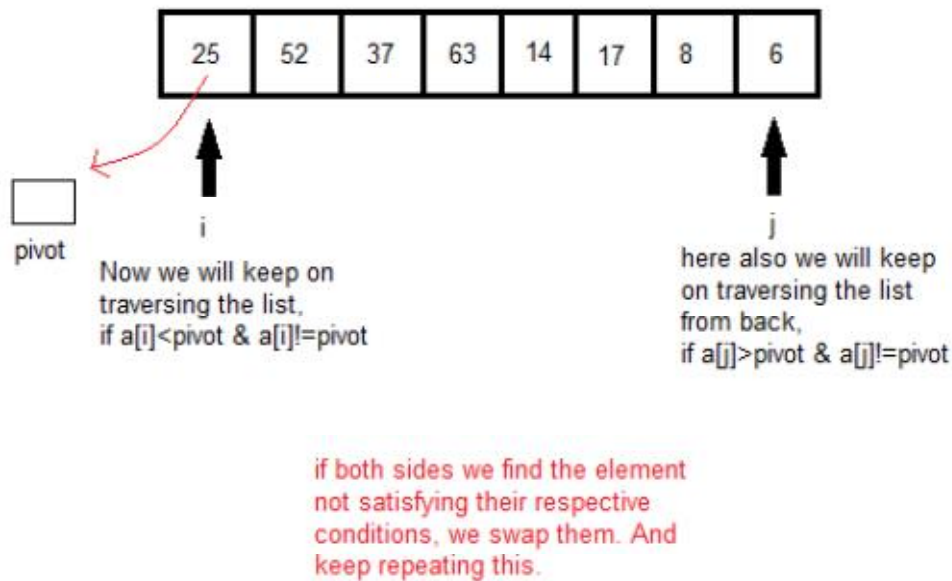 25 52 37 63 14 17 8 6
pivot
i
Now we will keep on
traversing the list,
if a[i]<pivot & a[i]!=pivot
j
here also we will keep
on traversing the list
from back,
if a[j]>pivot & a[j]!=pivot
if both sides we find the element
not satisfying their respective
conditions, we swap them. And
keep repeating this.